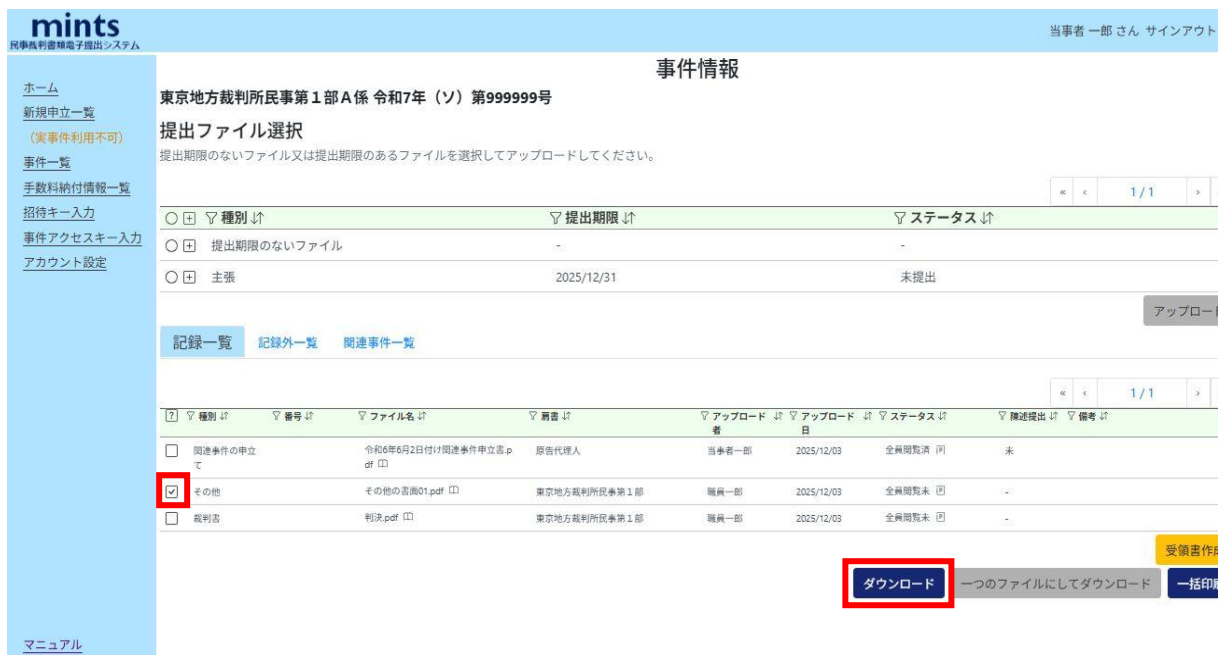 mints
民事裁判書類電子提出システム
当事者 一郎 さん サインアウト
ホーム
新規申立一覧
（実事件利用不可）
事件一覧
手数料納付情報一覧
招待キー入力
事件アクセスキー入力
アカウント設定
マニュアル
事件情報
東京地方裁判所民事第１部Ａ係 令和7年（ソ）第999999号
提出ファイル選択
提出期限のないファイル又は提出期限のあるファイルを選択してアップロードしてください。
« ‹ 1 / 1 ›
種別 提出期限 ステータス
提出期限のないファイル - -
主張 2025/12/31 未提出
アップロード
記録一覧 記録外一覧 関連事件一覧
« ‹ 1 / 1 ›
? 種別 番号 ファイル名 肩書 アップロード者 アップロード日 ステータス 陳述提出 備考
関連事件の申立て 令和6年6月2日付け関連事件申立書.pdf 原告代理人 当事者一郎 2025/12/03 全員閲覧済 未
その他 その他の書面01.pdf 東京地方裁判所民事第１部 職員一郎 2025/12/03 全員閲覧未 -
裁判書 判決.pdf 東京地方裁判所民事第１部 職員一郎 2025/12/03 全員閲覧未 -
受領書作成
ダウンロード 一つのファイルにしてダウンロード 一括印刷